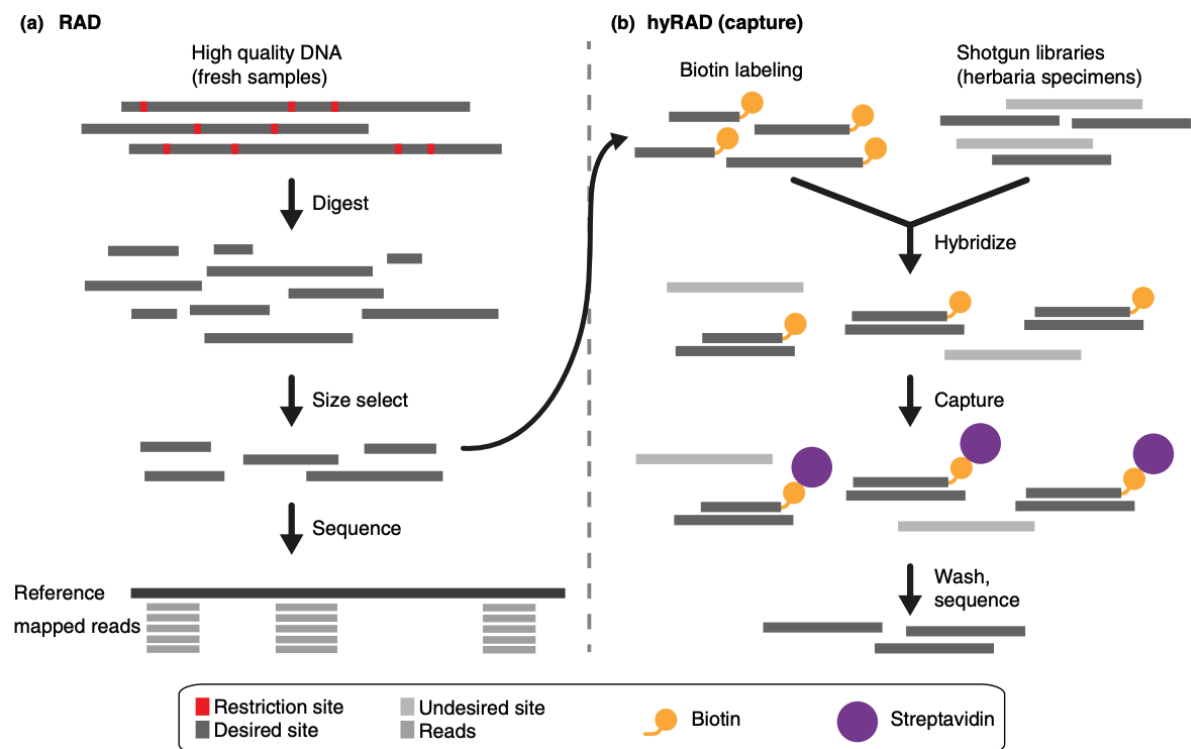 (a) RAD
High quality DNA
(fresh samples)
Digest
Size select
Sequence
Reference
mapped reads
(b) hyRAD (capture)
Biotin labeling
Shotgun libraries
(herbaria specimens)
Hybridize
Capture
Wash,
sequence
Restriction site
Desired site
Undesired site
Reads
Biotin
Streptavidin